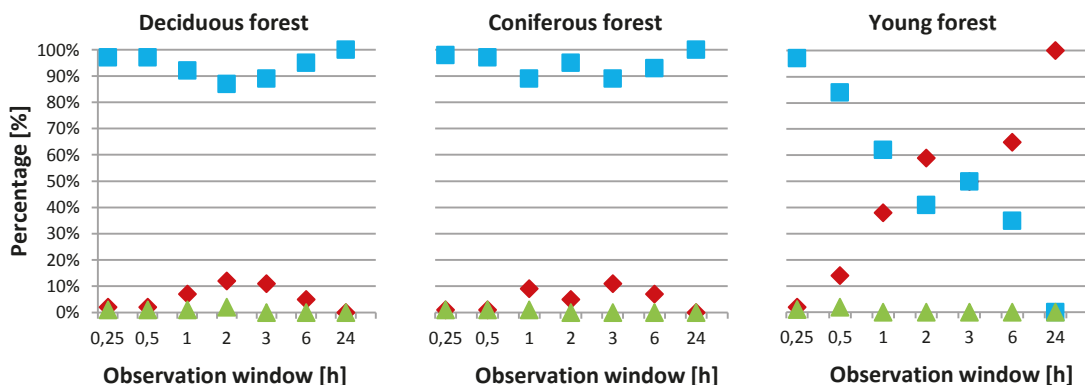 Deciduous forest
Coniferous forest
Young forest
Percentage [%]
100%
90%
80%
70%
60%
50%
40%
30%
20%
10%
0%
0,25 0,5 1 2 3 6 24
0,25 0,5 1 2 3 6 24
0,25 0,5 1 2 3 6 24
Observation window [h]
Observation window [h]
Observation window [h]